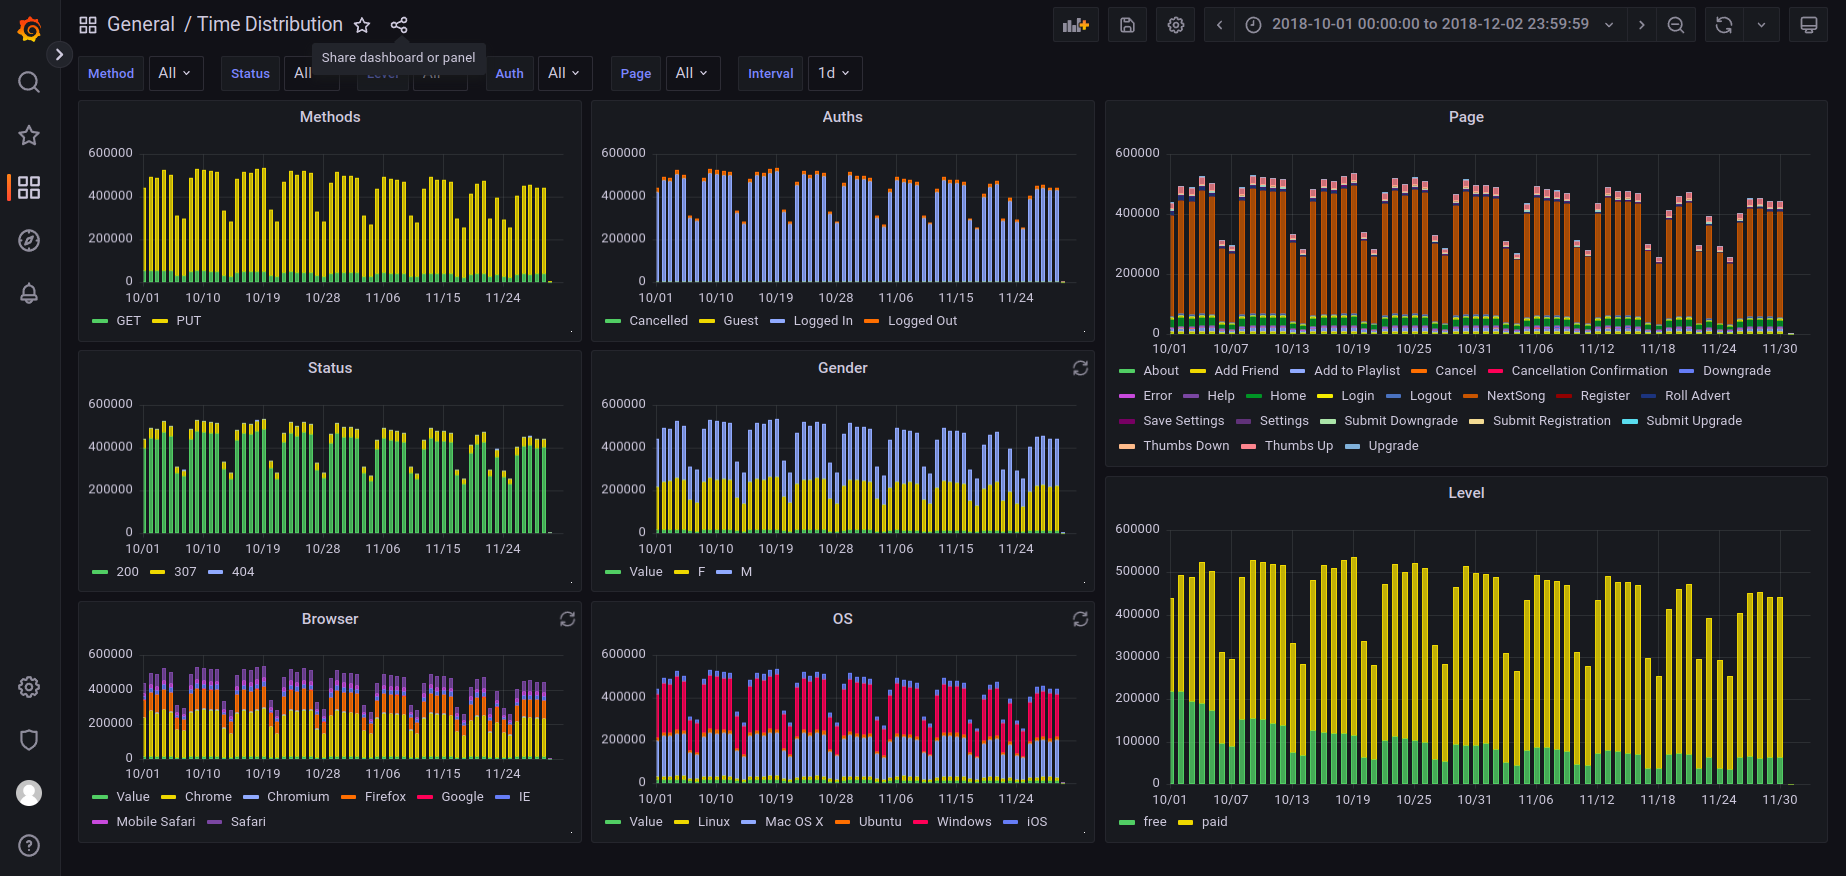 General / Time Distribution
2018-10-01 00:00:00 to 2018-12-02 23:59:59
Share dashboard or panel
Method All Status All Level All Auth All Page All Interval 1d
Methods
600000
400000
200000
0
10/01 10/10 10/19 10/28 11/06 11/15 11/24
GET PUT
Auths
600000
400000
200000
0
10/01 10/10 10/19 10/28 11/06 11/15 11/24
Cancelled Guest Logged In Logged Out
Page
600000
400000
200000
0
10/01 10/07 10/13 10/19 10/25 10/31 11/06 11/12 11/18 11/24 11/30
About Add Friend Add to Playlist Cancel Cancellation Confirmation Downgrade
Error Help Home Login Logout NextSong Register Roll Advert
Save Settings Settings Submit Downgrade Submit Registration Submit Upgrade
Thumbs Down Thumbs Up Upgrade
Status
600000
400000
200000
0
10/01 10/10 10/19 10/28 11/06 11/15 11/24
200 307 404
Gender
600000
400000
200000
0
10/01 10/10 10/19 10/28 11/06 11/15 11/24
Value F M
Level
600000
500000
400000
300000
200000
100000
0
10/01 10/07 10/13 10/19 10/25 10/31 11/06 11/12 11/18 11/24 11/30
free paid
Browser
600000
400000
200000
0
10/01 10/10 10/19 10/28 11/06 11/15 11/24
Value Chrome Chromium Firefox Google IE
Mobile Safari Safari
OS
600000
400000
200000
0
10/01 10/10 10/19 10/28 11/06 11/15 11/24
Value Linux Mac OS X Ubuntu Windows iOS